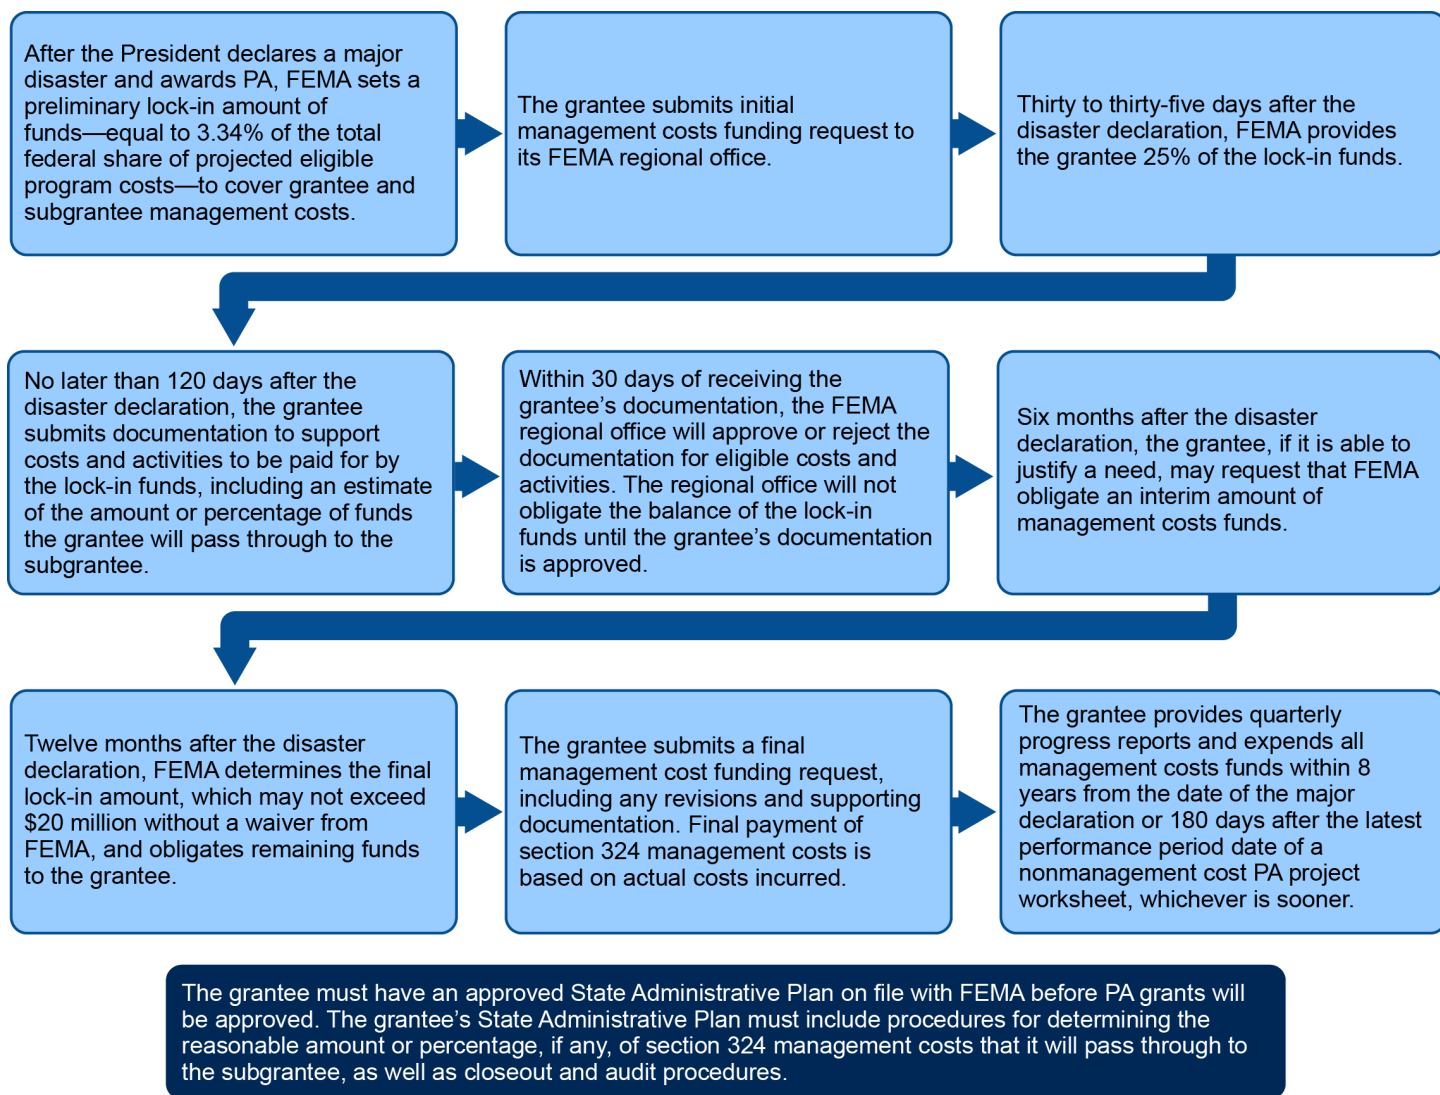 After the President declares a major
disaster and awards PA, FEMA sets a
preliminary lock-in amount of
funds—equal to 3.34% of the total
federal share of projected eligible
program costs—to cover grantee and
subgrantee management costs.
The grantee submits initial
management costs funding request to
its FEMA regional office.
Thirty to thirty-five days after the
disaster declaration, FEMA provides
the grantee 25% of the lock-in funds.
No later than 120 days after the
disaster declaration, the grantee
submits documentation to support
costs and activities to be paid for by
the lock-in funds, including an estimate
of the amount or percentage of funds
the grantee will pass through to the
subgrantee.
Within 30 days of receiving the
grantee’s documentation, the FEMA
regional office will approve or reject the
documentation for eligible costs and
activities. The regional office will not
obligate the balance of the lock-in
funds until the grantee’s documentation
is approved.
Six months after the disaster
declaration, the grantee, if it is able to
justify a need, may request that FEMA
obligate an interim amount of
management costs funds.
Twelve months after the disaster
declaration, FEMA determines the final
lock-in amount, which may not exceed
$20 million without a waiver from
FEMA, and obligates remaining funds
to the grantee.
The grantee submits a final
management cost funding request,
including any revisions and supporting
documentation. Final payment of
section 324 management costs is
based on actual costs incurred.
The grantee provides quarterly
progress reports and expends all
management costs funds within 8
years from the date of the major
declaration or 180 days after the latest
performance period date of a
nonmanagement cost PA project
worksheet, whichever is sooner.
The grantee must have an approved State Administrative Plan on file with FEMA before PA grants will
be approved. The grantee’s State Administrative Plan must include procedures for determining the
reasonable amount or percentage, if any, of section 324 management costs that it will pass through to
the subgrantee, as well as closeout and audit procedures.